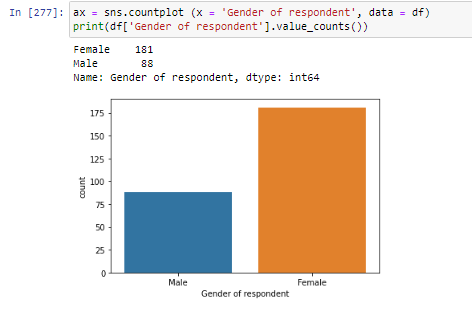 In [277]: ax = sns.countplot (x = 'Gender of respondent', data = df)
print(df['Gender of respondent'].value_counts())
Female    181
Male       88
Name: Gender of respondent, dtype: int64
175
150
125
100
75
50
25
0
count
Male Female
Gender of respondent